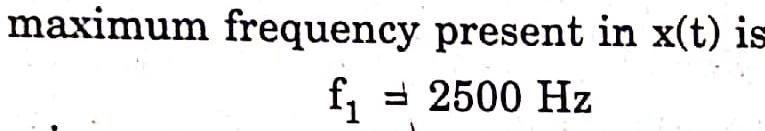 maximum frequency present in x(t) is
f₁ = 2500 Hz